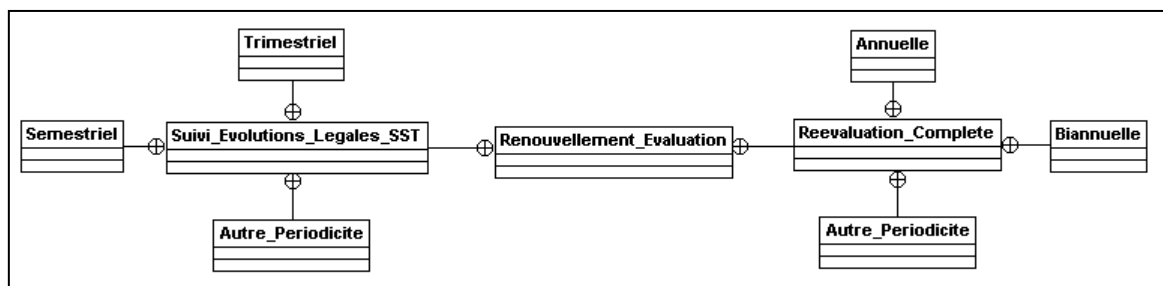 Trimestriel
Annuelle
Semestriel
Suivi_Evolutions_Legales_SST
Renouvellement_Evaluation
Reevaluation_Complete
Biannuelle
Autre_Periodicite
Autre_Periodicite